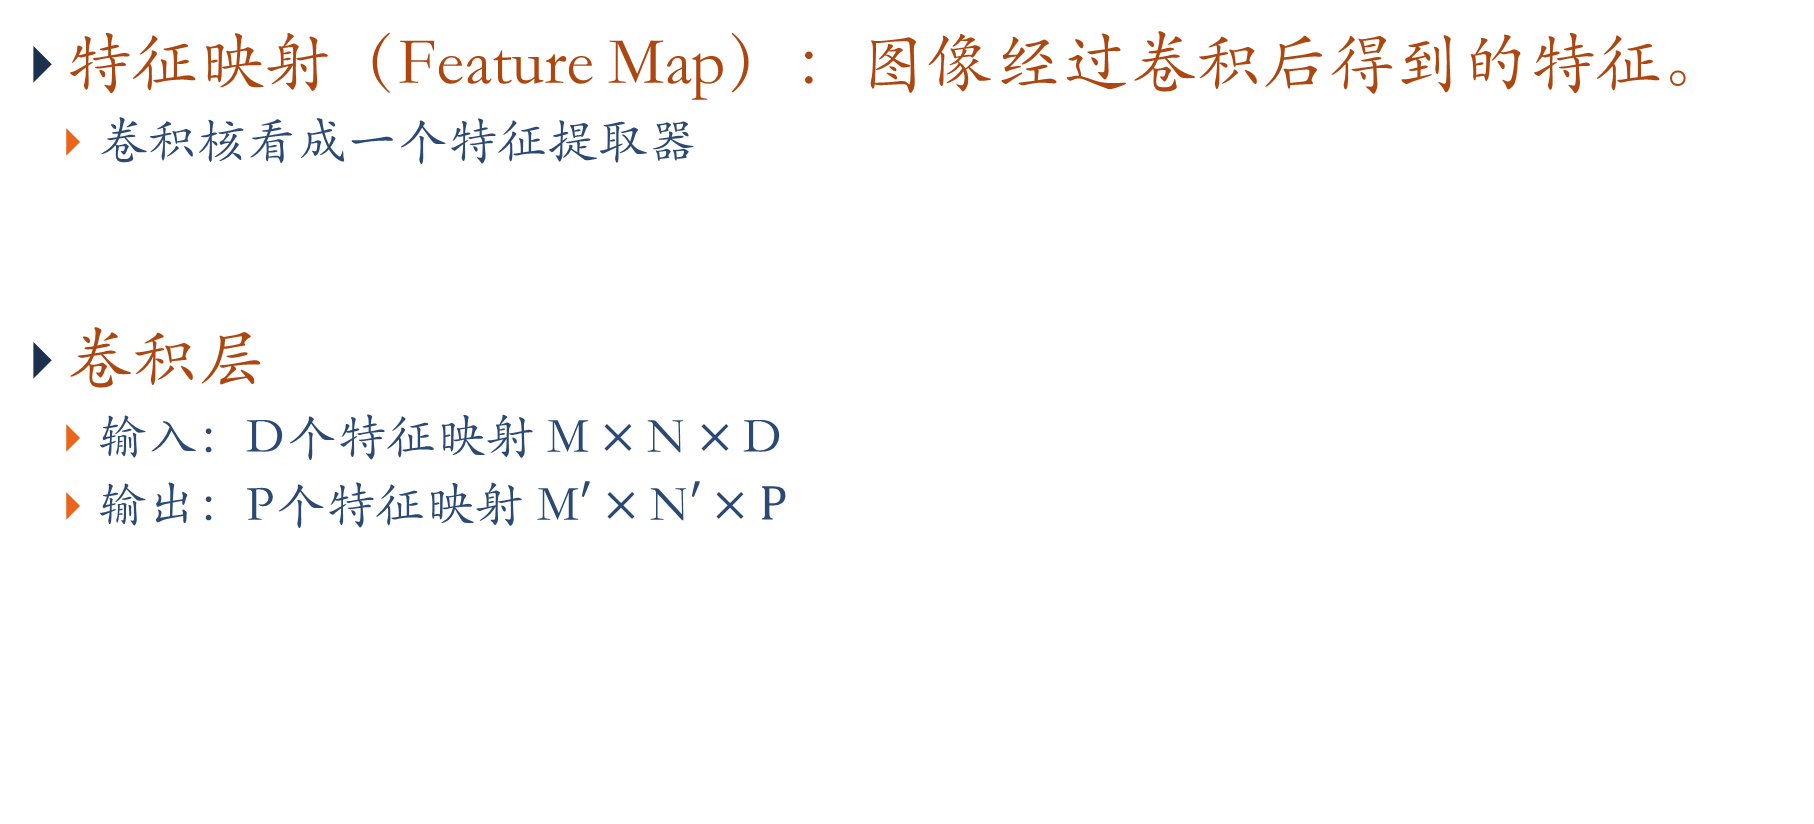 特征映射（Feature Map）： 图像经过卷积后得到的特征。
卷积核看成一个特征提取器
卷积层
输入：D个特征映射 M × N × D
输出：P个特征映射 M′ × N′ × P